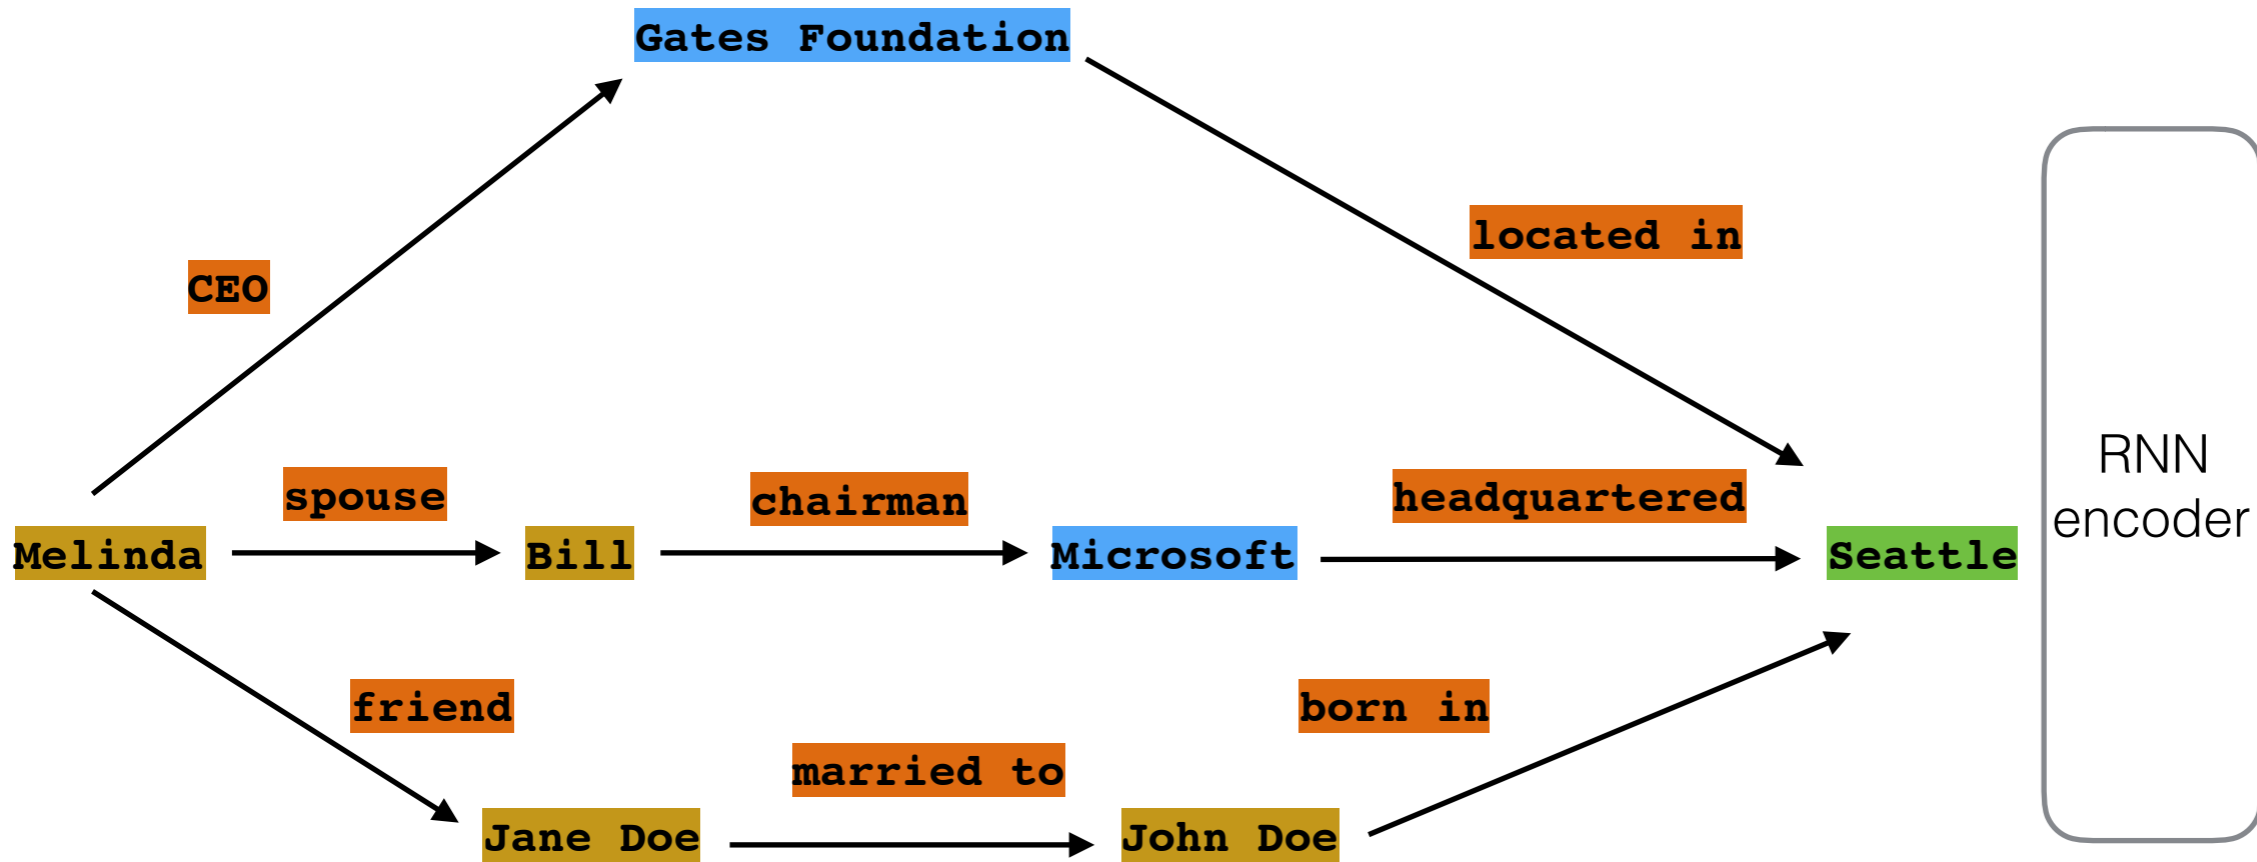 Gates Foundation
located in
CEO
spouse
chairman
headquartered
Melinda
Bill
Microsoft
Seattle
RNN
encoder
friend
born in
married to
Jane Doe
John Doe